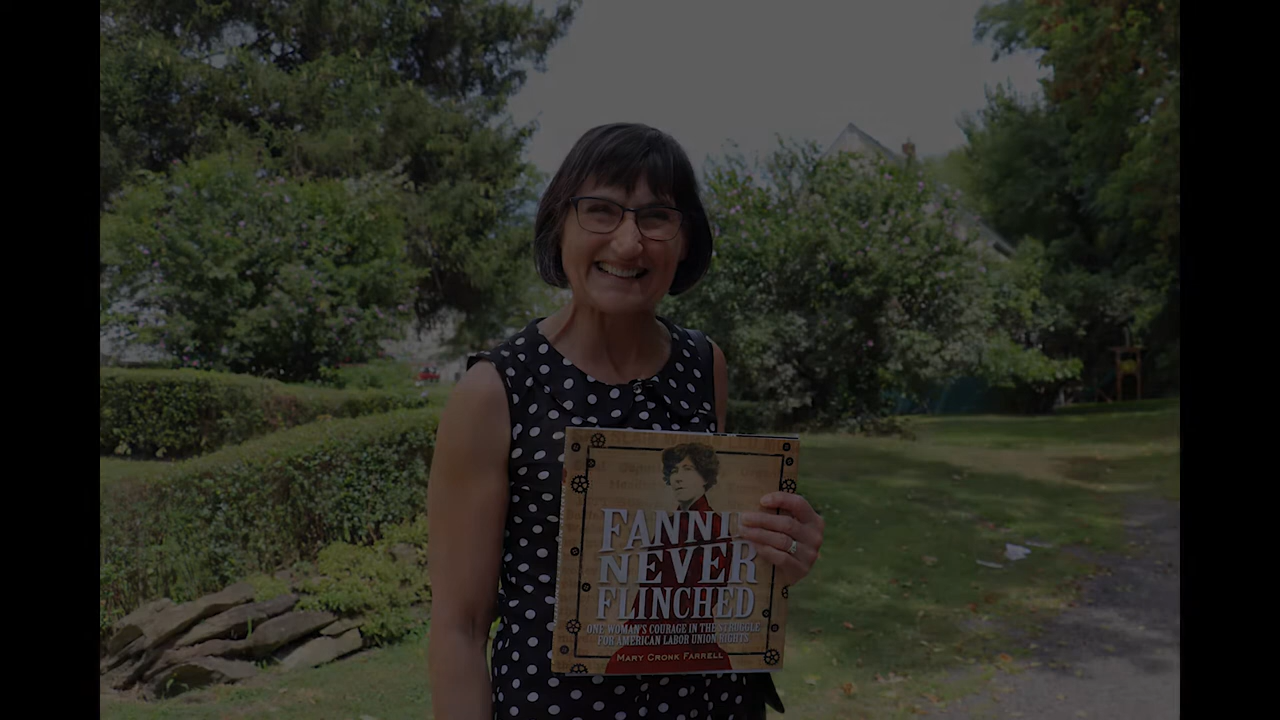 FANNIE
NEVER
FLINCHED
ONE WOMAN'S COURAGE IN THE STRUGGLE
FOR AMERICAN LABOR UNION RIGHTS
MARY CRONK FARRELL